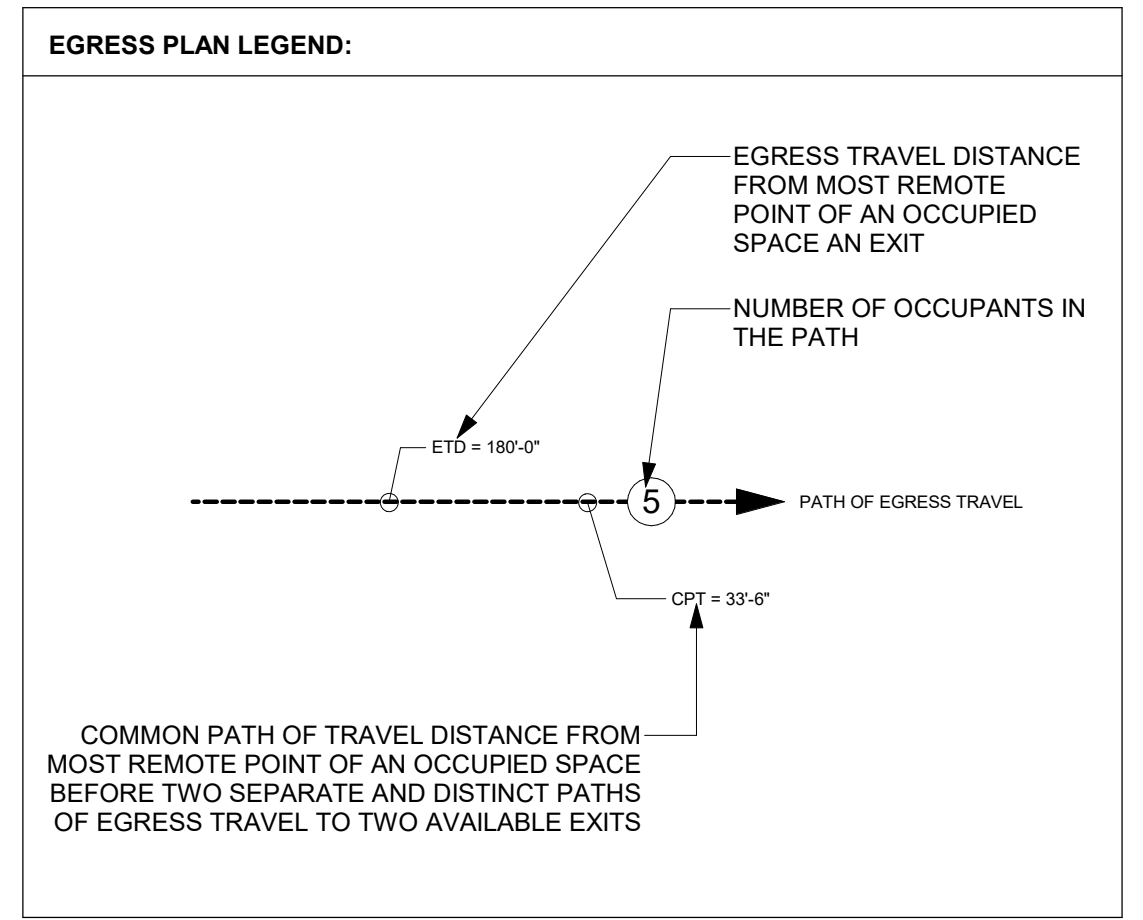 EGRESS PLAN LEGEND:
EGRESS TRAVEL DISTANCE
FROM MOST REMOTE
POINT OF AN OCCUPIED
SPACE AN EXIT
NUMBER OF OCCUPANTS IN
THE PATH
ETD = 180'-0"
5
PATH OF EGRESS TRAVEL
CPT = 33'-6"
COMMON PATH OF TRAVEL DISTANCE FROM
MOST REMOTE POINT OF AN OCCUPIED SPACE
BEFORE TWO SEPARATE AND DISTINCT PATHS
OF EGRESS TRAVEL TO TWO AVAILABLE EXITS